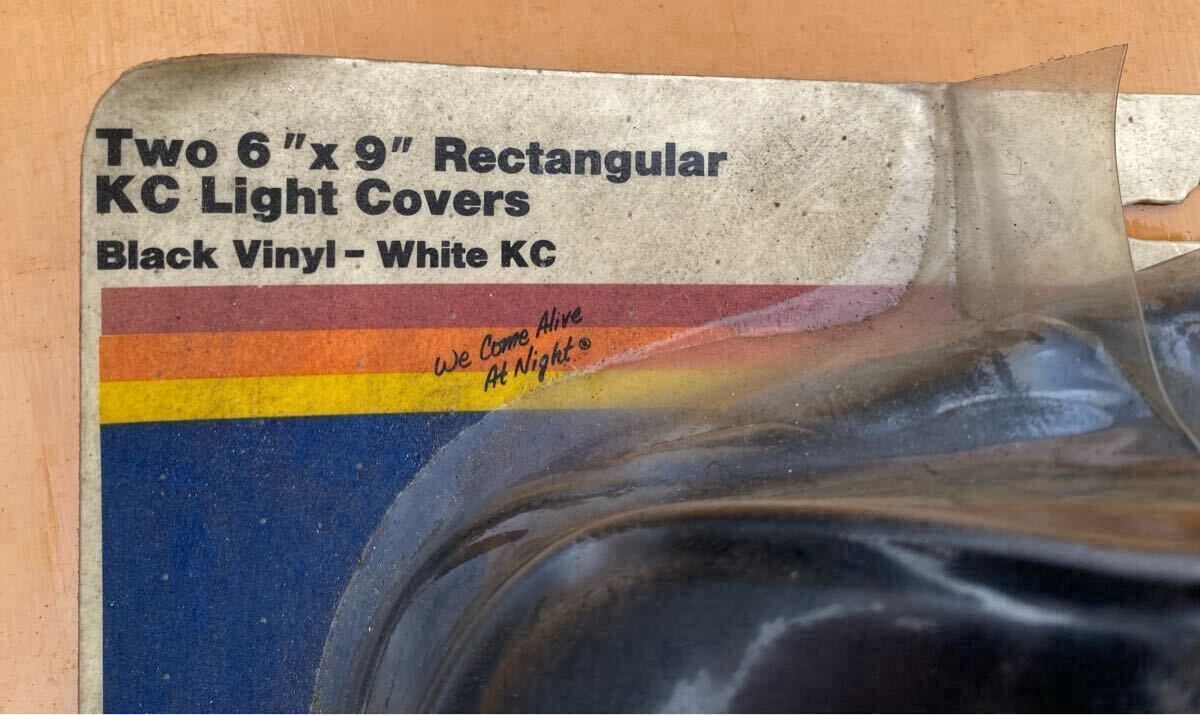 Two 6"x 9" Rectangular
KC Light Covers
Black Vinyl - White KC
We Come Alive
At Night®